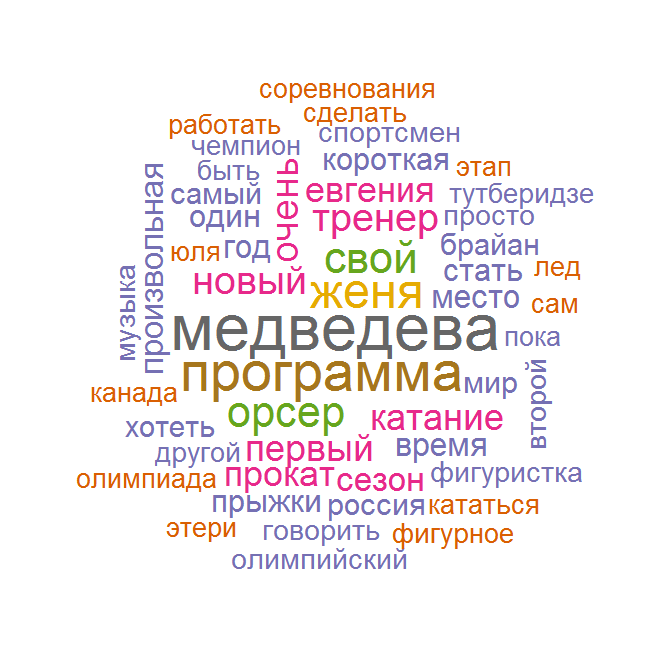 соревнования
сделать
работать
спортсмен
чемпион
короткая
этап
быть
очень
произвольная
самый
евгения
тутберидзе
один
тренер
просто
юля
год
свой
брайан
музыка
новый
женя
стать
лед
место
сам
медведева
пока
программа
мир
второй
канада
орсер
катание
хотеть
другой
первый
время
олимпиада
прокат
сезон
фигуристка
прыжки
россия
кататься
этери
говорить
фигурное
олимпийский